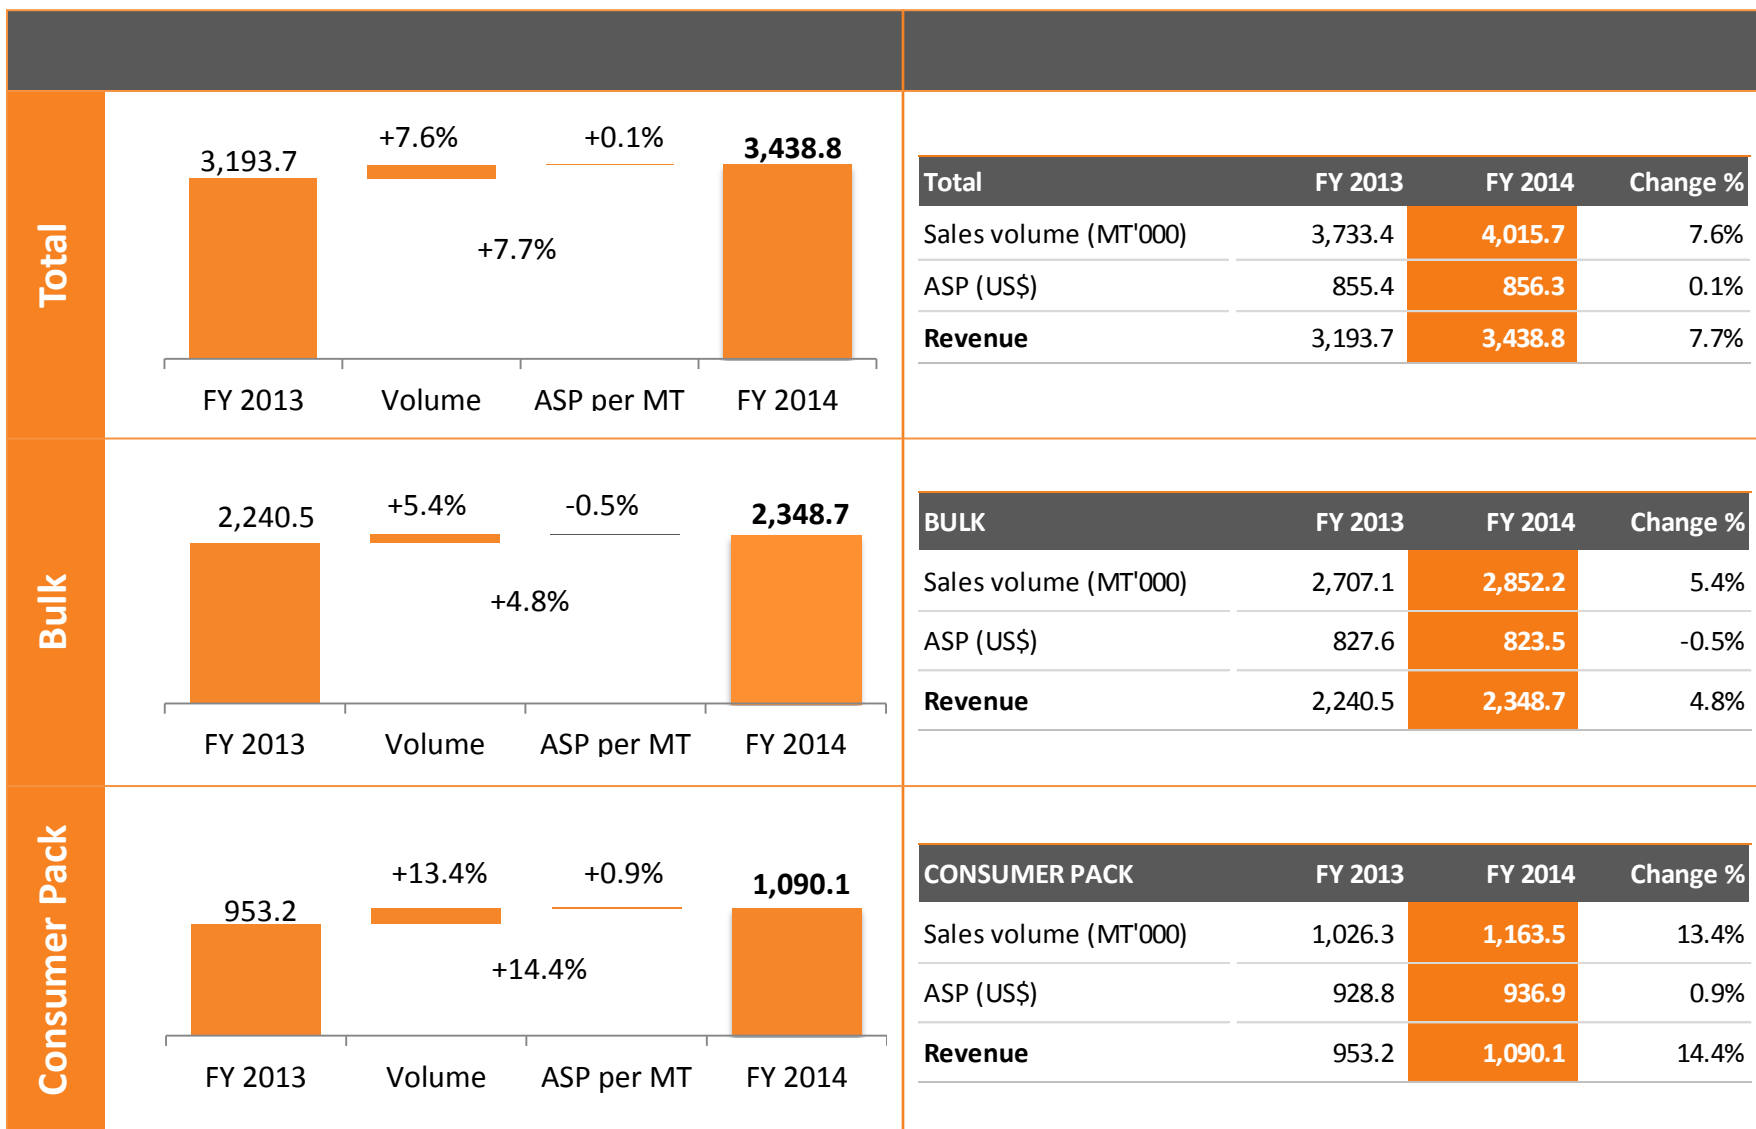 Total
+7.6%
+0.1%
3,193.7
3,438.8
+7.7%
FY 2013
Volume
ASP per MT
FY 2014
Total FY 2013 FY 2014 Change %
Sales volume (MT'000) 3,733.4 4,015.7 7.6%
ASP (US$) 855.4 856.3 0.1%
Revenue 3,193.7 3,438.8 7.7%
Bulk
+5.4%
-0.5%
2,240.5
2,348.7
+4.8%
FY 2013
Volume
ASP per MT
FY 2014
BULK FY 2013 FY 2014 Change %
Sales volume (MT'000) 2,707.1 2,852.2 5.4%
ASP (US$) 827.6 823.5 -0.5%
Revenue 2,240.5 2,348.7 4.8%
Consumer Pack
+13.4%
+0.9%
953.2
1,090.1
+14.4%
FY 2013
Volume
ASP per MT
FY 2014
CONSUMER PACK FY 2013 FY 2014 Change %
Sales volume (MT'000) 1,026.3 1,163.5 13.4%
ASP (US$) 928.8 936.9 0.9%
Revenue 953.2 1,090.1 14.4%